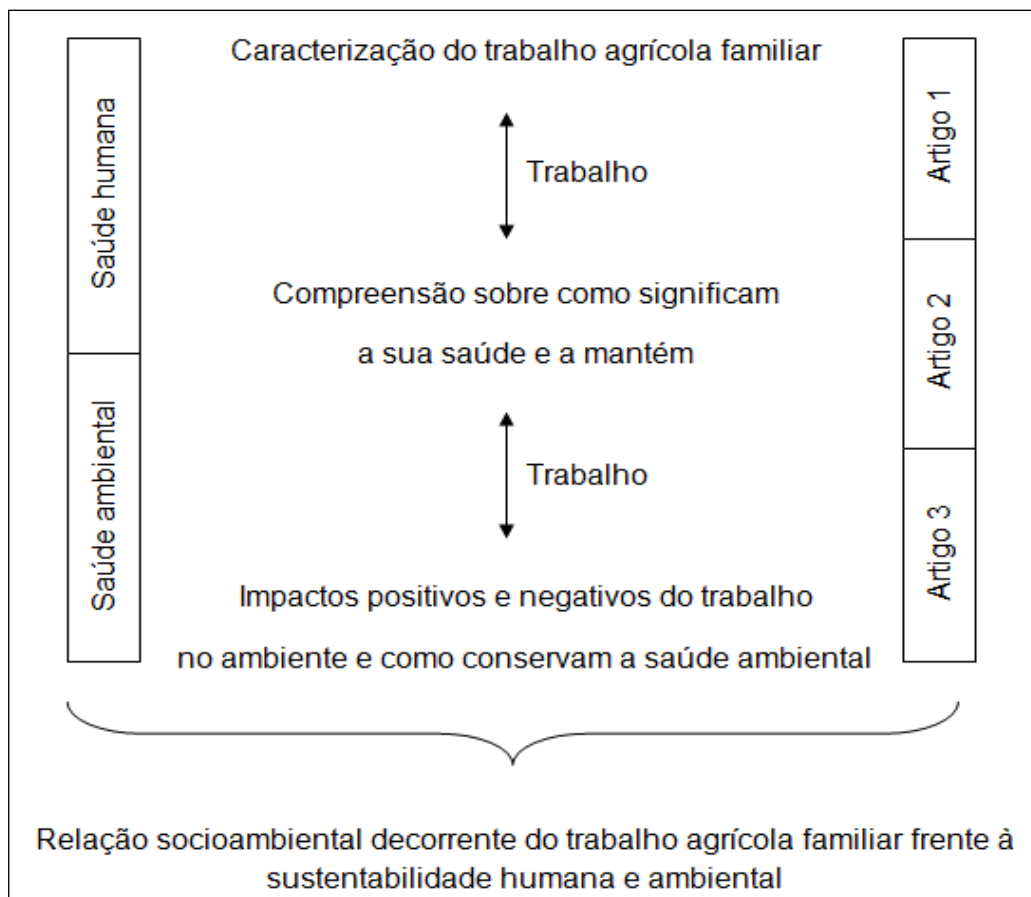 Caracterização do trabalho agrícola familiar
Saúde humana
Artigo 1
Trabalho
Compreensão sobre como significam
a sua saúde e a mantém
Artigo 2
Trabalho
Saúde ambiental
Artigo 3
Impactos positivos e negativos do trabalho
no ambiente e como conservam a saúde ambiental
Relação socioambiental decorrente do trabalho agrícola familiar frente à
sustentabilidade humana e ambiental